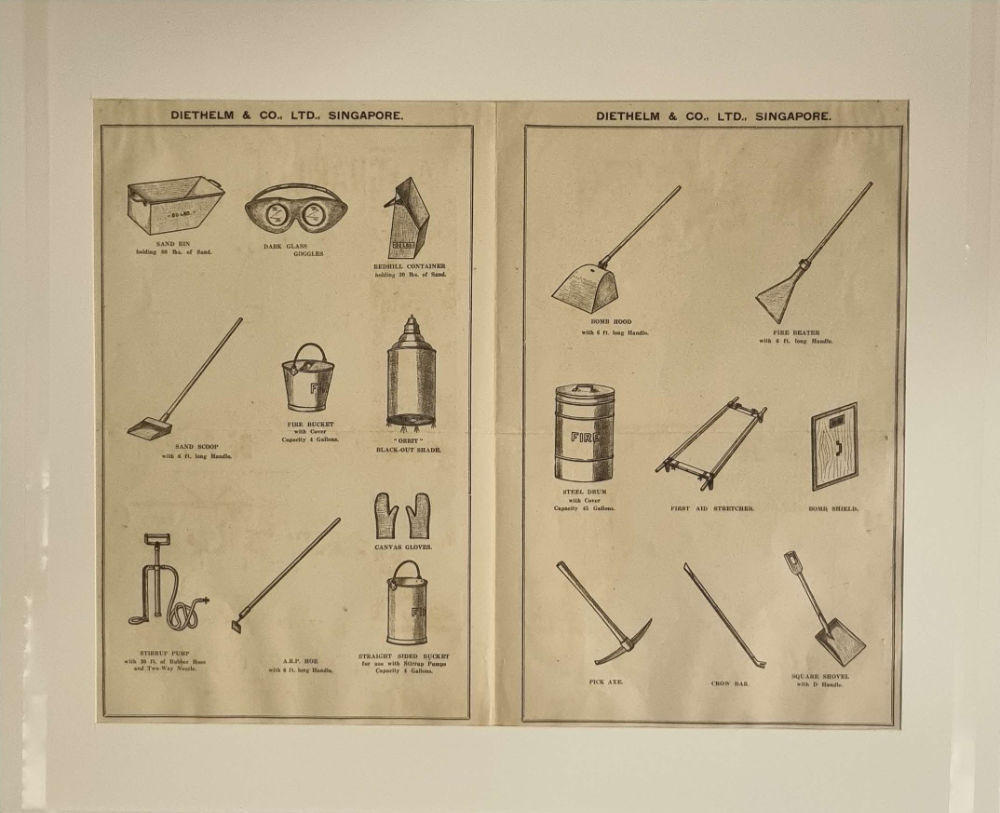 DIETHELM & CO., LTD., SINGAPORE.
80 LBS.
SAND BIN
holding 80 lbs. of Sand.
DARK GLASS
GOGGLES
REDHILL CONTAINER
holding 30 lbs. of Sand.
SAND SCOOP
with 6 ft. long Handle.
FIRE BUCKET
with Cover
Capacity 4 Gallons.
"ORBIT"
BLACK-OUT SHADE.
CANVAS GLOVES.
STIRRUP PUMP
with 30 ft. of Rubber Hose
and Two-Way Nozzle.
A.R.P. HOE
with 6 ft. long Handle.
STRAIGHT SIDED BUCKET
for use with Stirrup Pumps
Capacity 4 Gallons.
DIETHELM & CO., LTD., SINGAPORE.
BOMB HOOD
with 6 ft. long Handle.
FIRE BEATER
with 6 ft. long Handle.
FIRE
STEEL DRUM
with Cover
Capacity 45 Gallons.
FIRST AID STRETCHER.
BOMB SHIELD.
PICK AXE.
CROW BAR.
SQUARE SHOVEL
with D Handle.